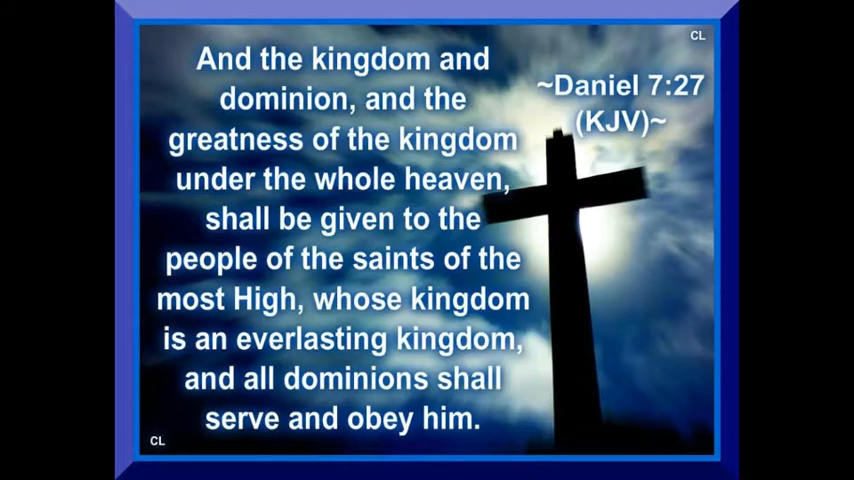 CL
And the kingdom and
dominion, and the
greatness of the kingdom
under the whole heaven,
shall be given to the
people of the saints of the
most High, whose kingdom
is an everlasting kingdom,
and all dominions shall
serve and obey him.
~Daniel 7:27
(KJV)~
CL